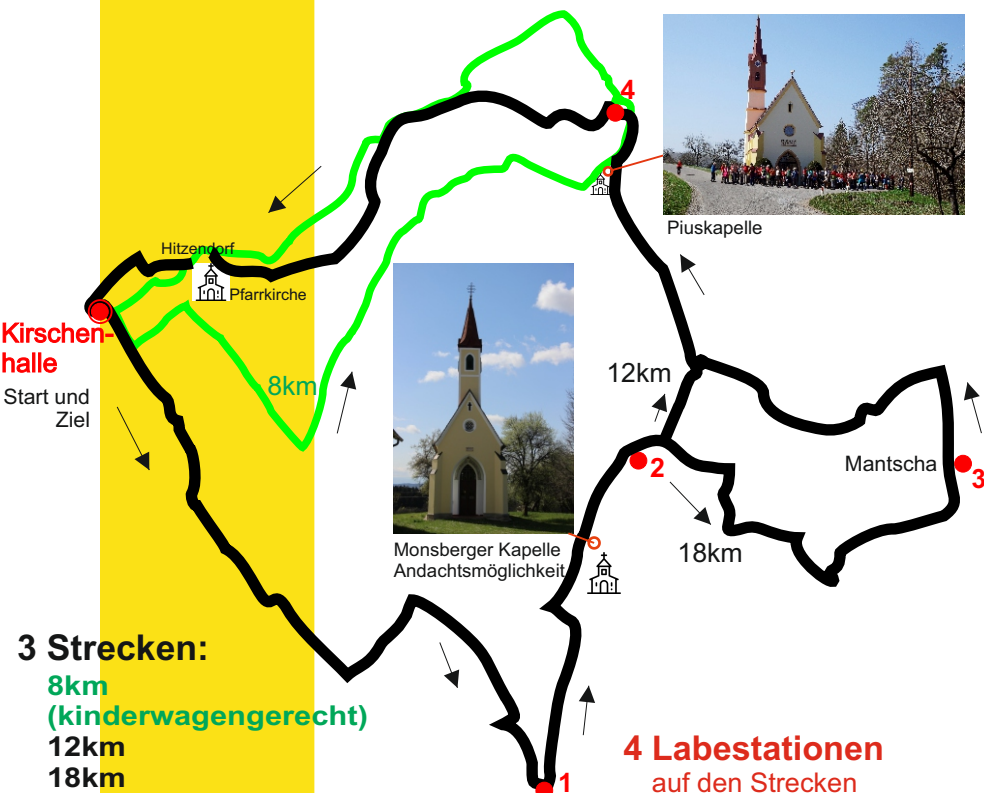 4
Piuskapelle
Hitzendorf
Pfarrkirche
Kirschen-
halle
Start und
Ziel
8km
12km
2
Mantscha
3
18km
Monsberger Kapelle
Andachtsmöglichkeit
3 Strecken:
8km
(kinderwagengerecht)
12km
18km
1
4 Labestationen
auf den Strecken